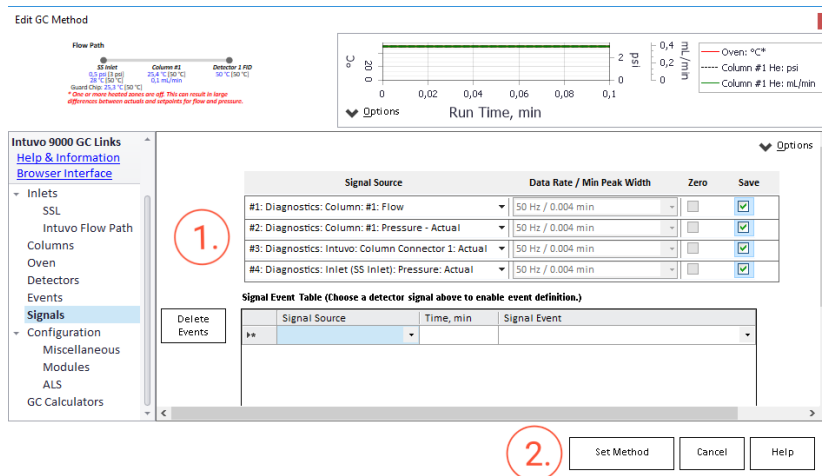 Edit GC Method
Flow Path
SS Inlet
0,5 psi [3 psi]
28 °C [50 °C]
Guard Chip: 25,3 °C [50 °C]
Column #1
25,4 °C [50 °C]
0,1 mL/min
Detector 1 FID
50 °C [50 °C]
* One or more heated zones are off. This can result in large
differences between actuals and setpoints for flow and pressure.
°C
20
0
0
0,02
0,04
0,06
0,08
0,1
2
0
psi
0,4
0,2
0
mL/min
Options
Run Time, min
Oven: °C*
Column #1 He: psi
Column #1 He: mL/min
Intuvo 9000 GC Links
Help & Information
Browser Interface
Inlets
SSL
Intuvo Flow Path
Columns
Oven
Detectors
Events
Signals
Configuration
Miscellaneous
Modules
ALS
GC Calculators
Options
1.
Signal Source Data Rate / Min Peak Width Zero Save
#1: Diagnostics: Column: #1: Flow 50 Hz / 0.004 min
#2: Diagnostics: Column: #1: Pressure - Actual 50 Hz / 0.004 min
#3: Diagnostics: Intuvo: Column Connector 1: Actual 50 Hz / 0.004 min
#4: Diagnostics: Inlet (SS Inlet): Pressure: Actual 50 Hz / 0.004 min
Signal Event Table (Choose a detector signal above to enable event definition.)
Delete
Events
Signal Source Time, min Signal Event
2.
Set Method Cancel Help